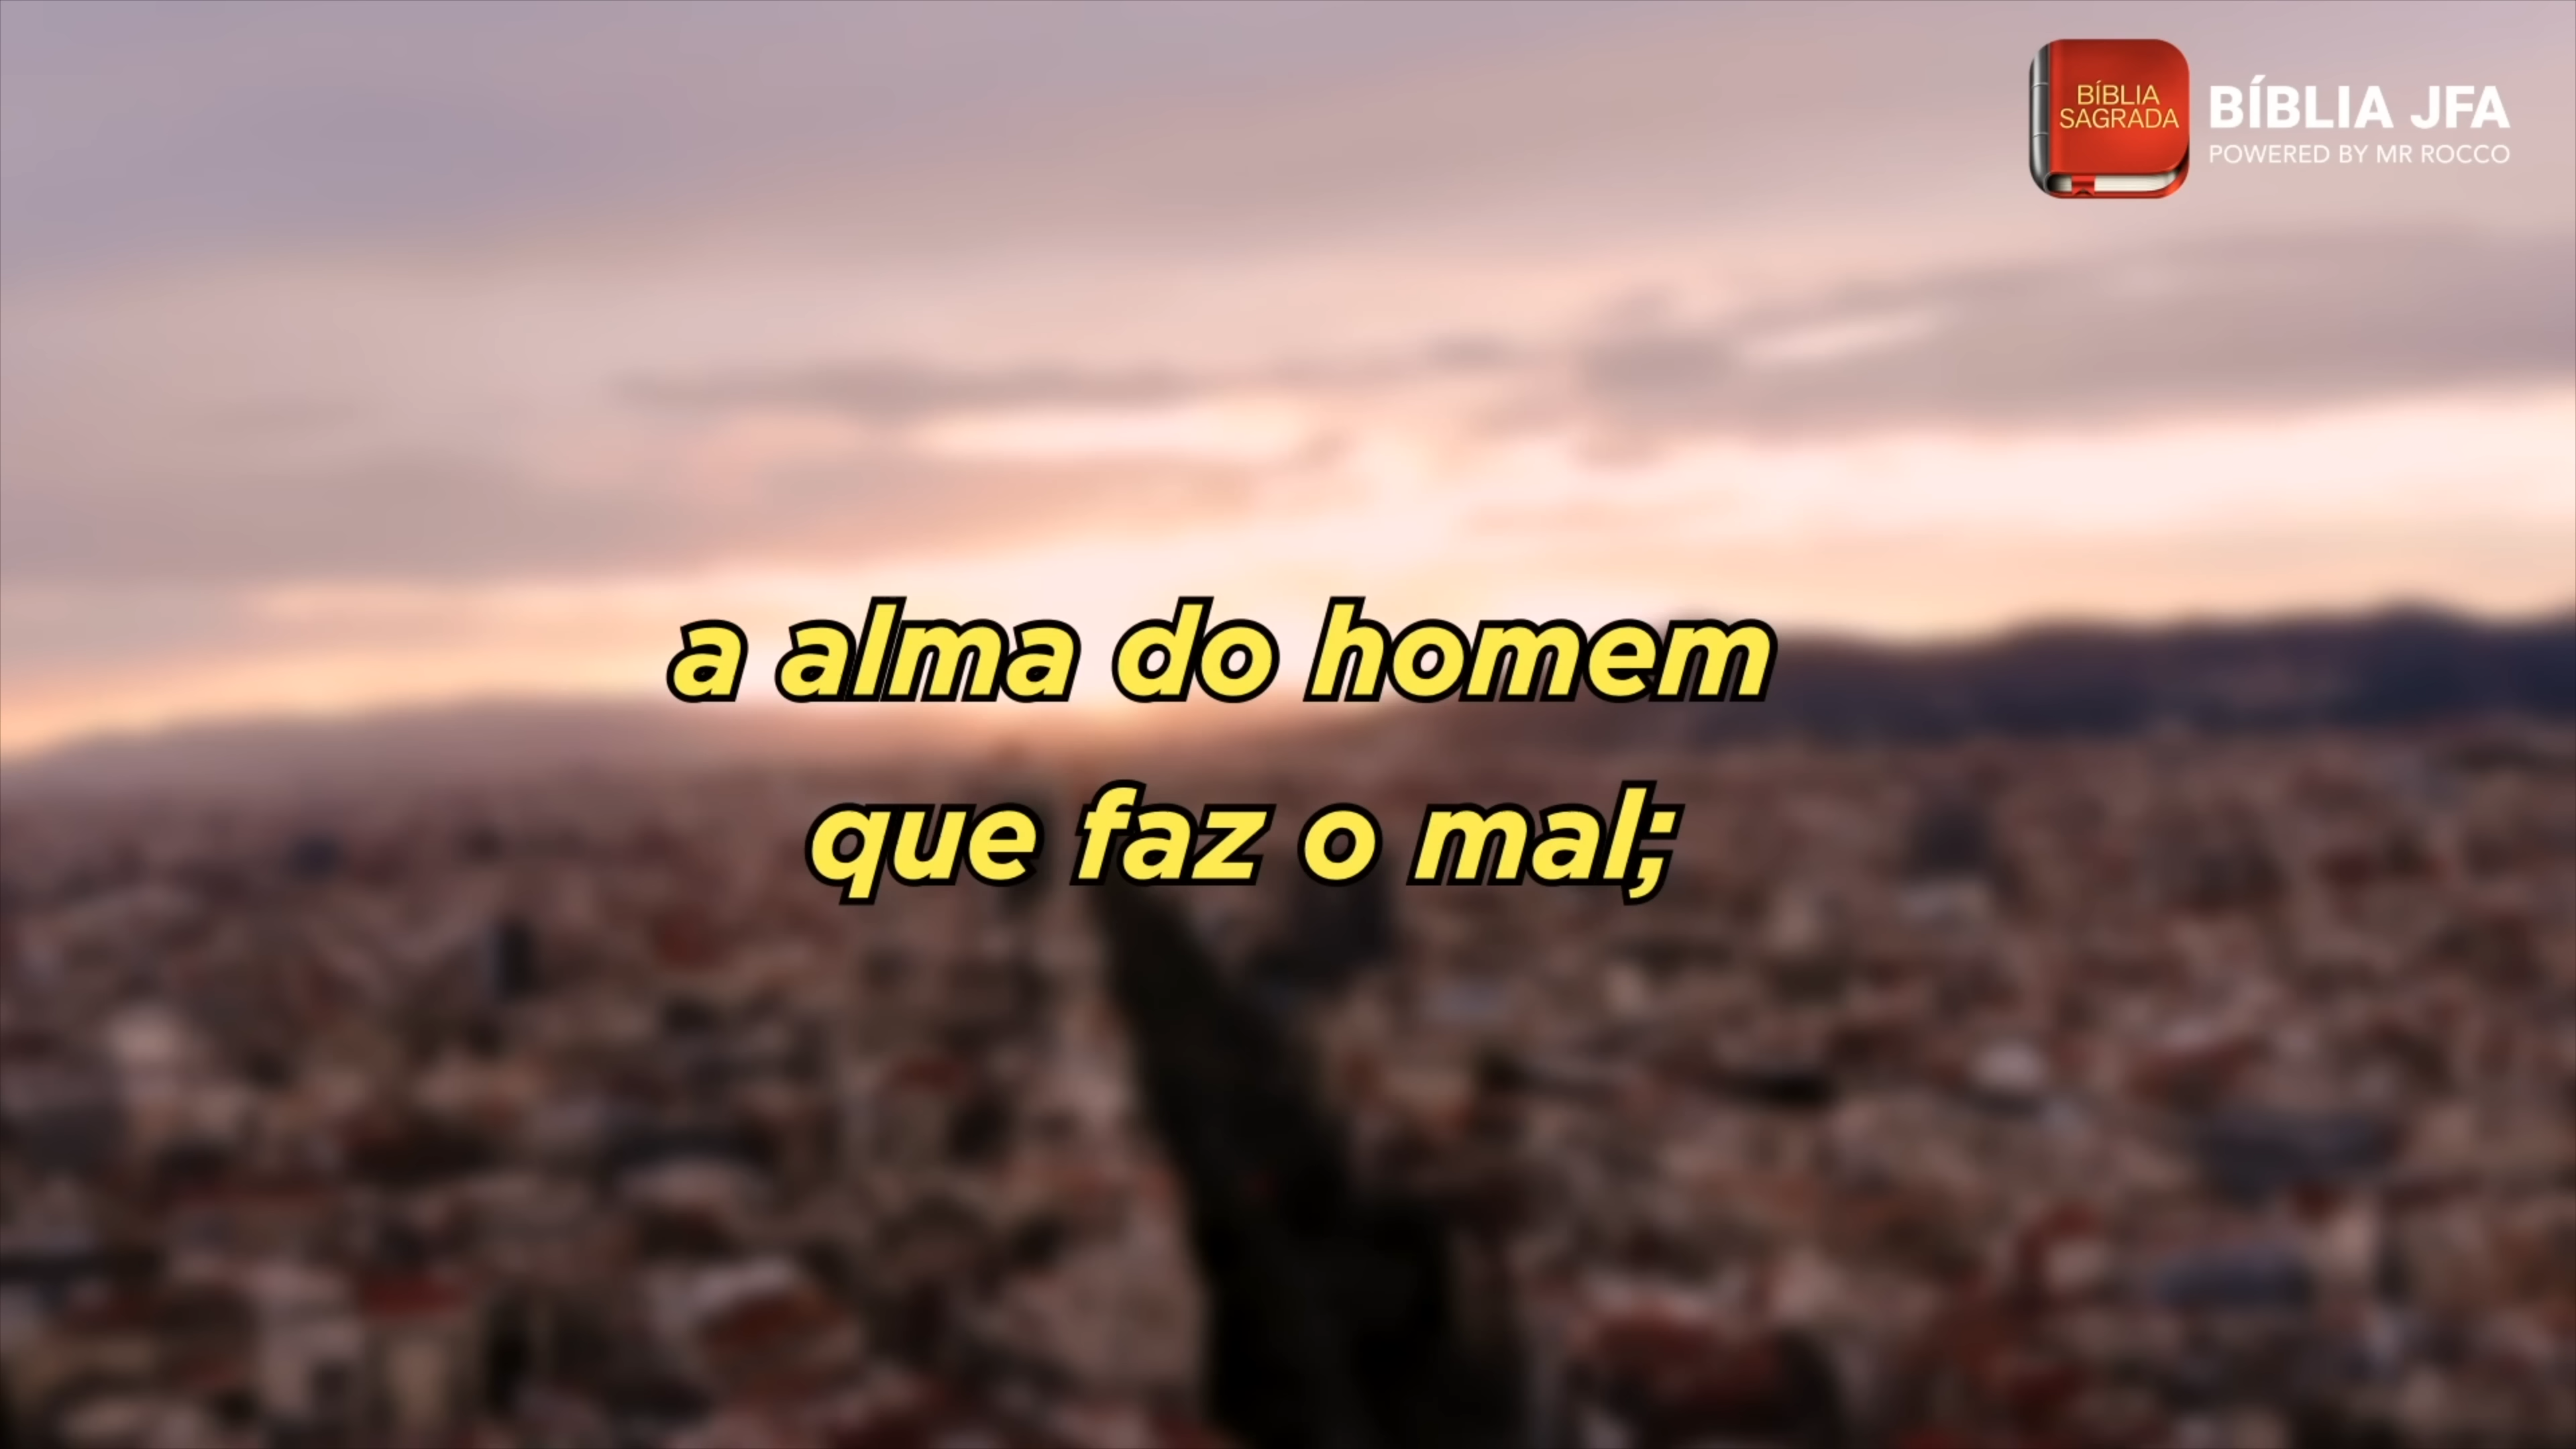 BÍBLIA
SAGRADA
BÍBLIA JFA
POWERED BY MR ROCCO
a alma do homem
que faz o mal;